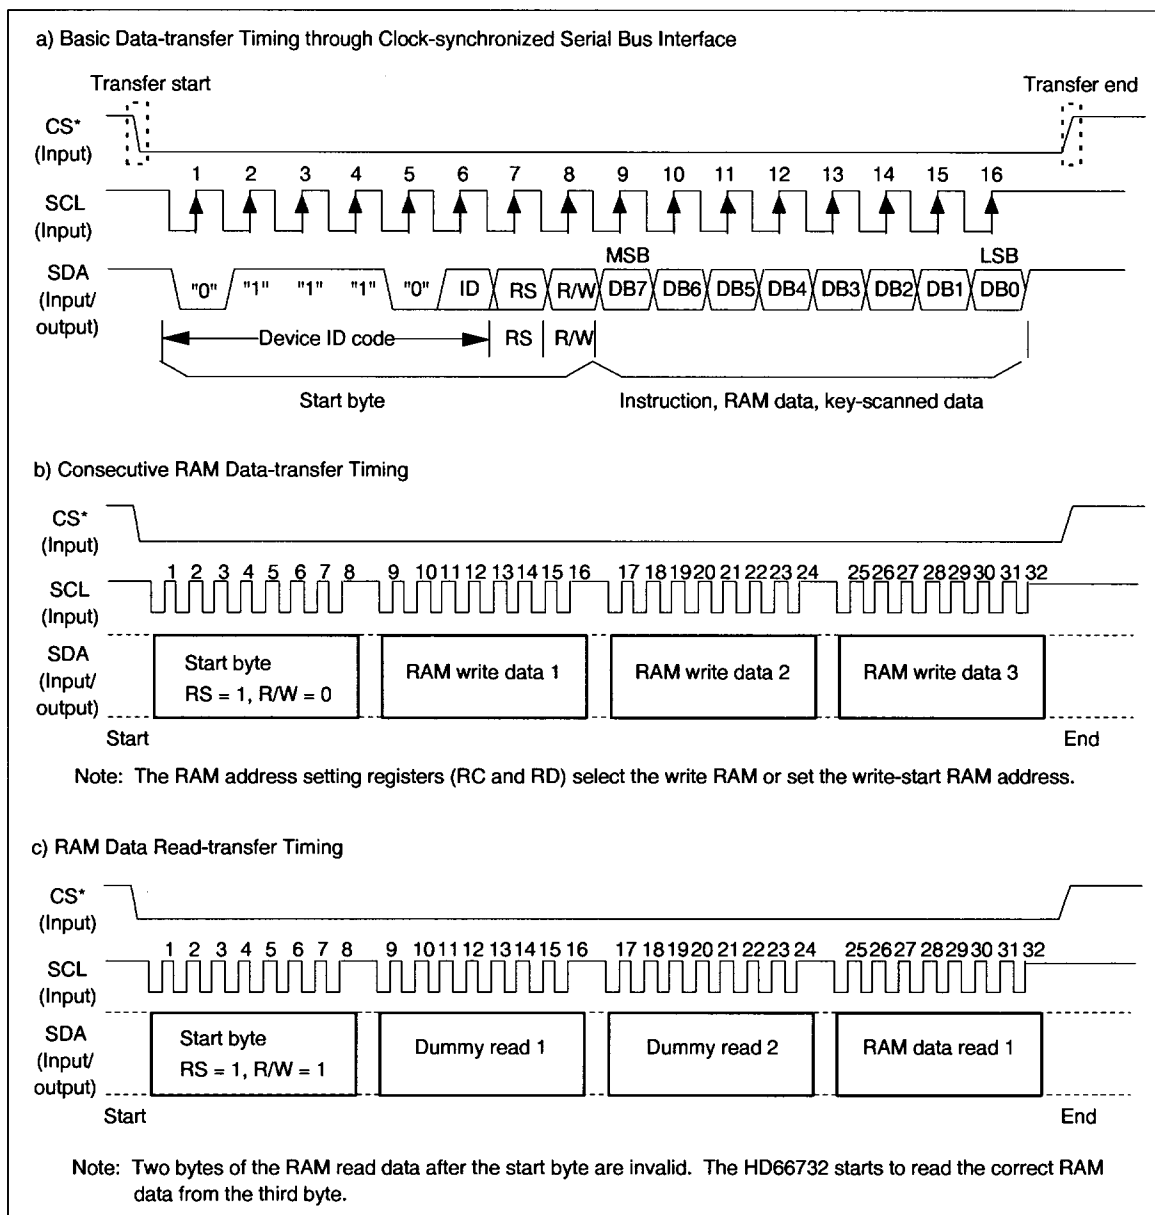 a) Basic Data-transfer Timing through Clock-synchronized Serial Bus Interface
Transfer start
Transfer end
CS*
(Input)
1 2 3 4 5 6 7 8 9 10 11 12 13 14 15 16
SCL
(Input)
MSB LSB
SDA
(Input/
output)
"0" "1" "1" "1" "0" ID RS R/W DB7 DB6 DB5 DB4 DB3 DB2 DB1 DB0
Device ID code RS R/W
Start byte
Instruction, RAM data, key-scanned data
b) Consecutive RAM Data-transfer Timing
CS*
(Input)
1 2 3 4 5 6 7 8 9 10 11 12 13 14 15 16 17 18 19 20 21 22 23 24 25 26 27 28 29 30 31 32
SCL
(Input)
SDA
(Input/
output)
Start byte
RS = 1, R/W = 0
RAM write data 1
RAM write data 2
RAM write data 3
Start
End
Note: The RAM address setting registers (RC and RD) select the write RAM or set the write-start RAM address.
c) RAM Data Read-transfer Timing
CS*
(Input)
1 2 3 4 5 6 7 8 9 10 11 12 13 14 15 16 17 18 19 20 21 22 23 24 25 26 27 28 29 30 31 32
SCL
(Input)
SDA
(Input/
output)
Start byte
RS = 1, R/W = 1
Dummy read 1
Dummy read 2
RAM data read 1
Start
End
Note: Two bytes of the RAM read data after the start byte are invalid. The HD66732 starts to read the correct RAM
data from the third byte.